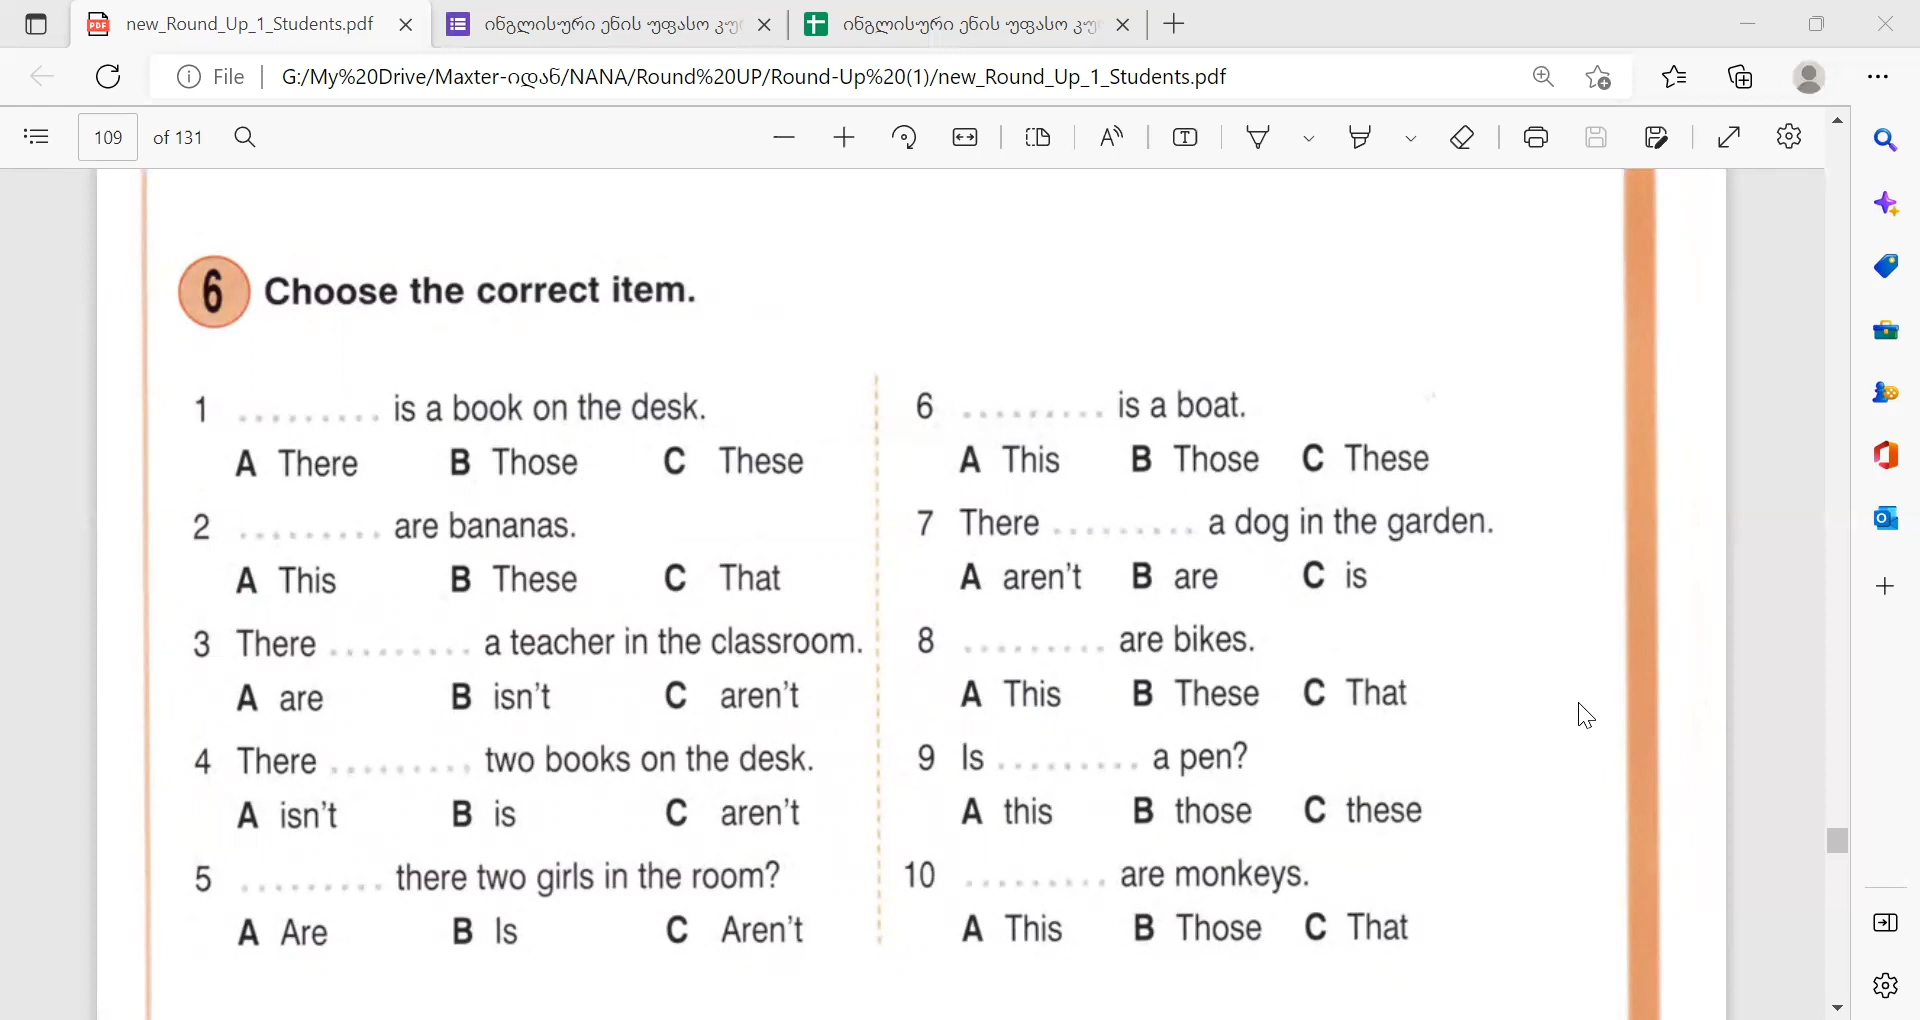 new_Round_Up_1_Students.pdf
ინგლისური ენის უფასო კურ
ინგლისური ენის უფასო კუ
File
G:/My%20Drive/Maxter-იდან/NANA/Round%20UP/Round-Up%20(1)/new_Round_Up_1_Students.pdf
109 of 131
6 Choose the correct item.
1 .......... is a book on the desk.
A There B Those C These
2 .......... are bananas.
A This B These C That
3 There .......... a teacher in the classroom.
A are B isn't C aren't
4 There .......... two books on the desk.
A isn't B is C aren't
5 .......... there two girls in the room?
A Are B Is C Aren't
6 .......... is a boat.
A This B Those C These
7 There .......... a dog in the garden.
A aren't B are C is
8 .......... are bikes.
A This B These C That
9 Is .......... a pen?
A this B those C these
10 .......... are monkeys.
A This B Those C That